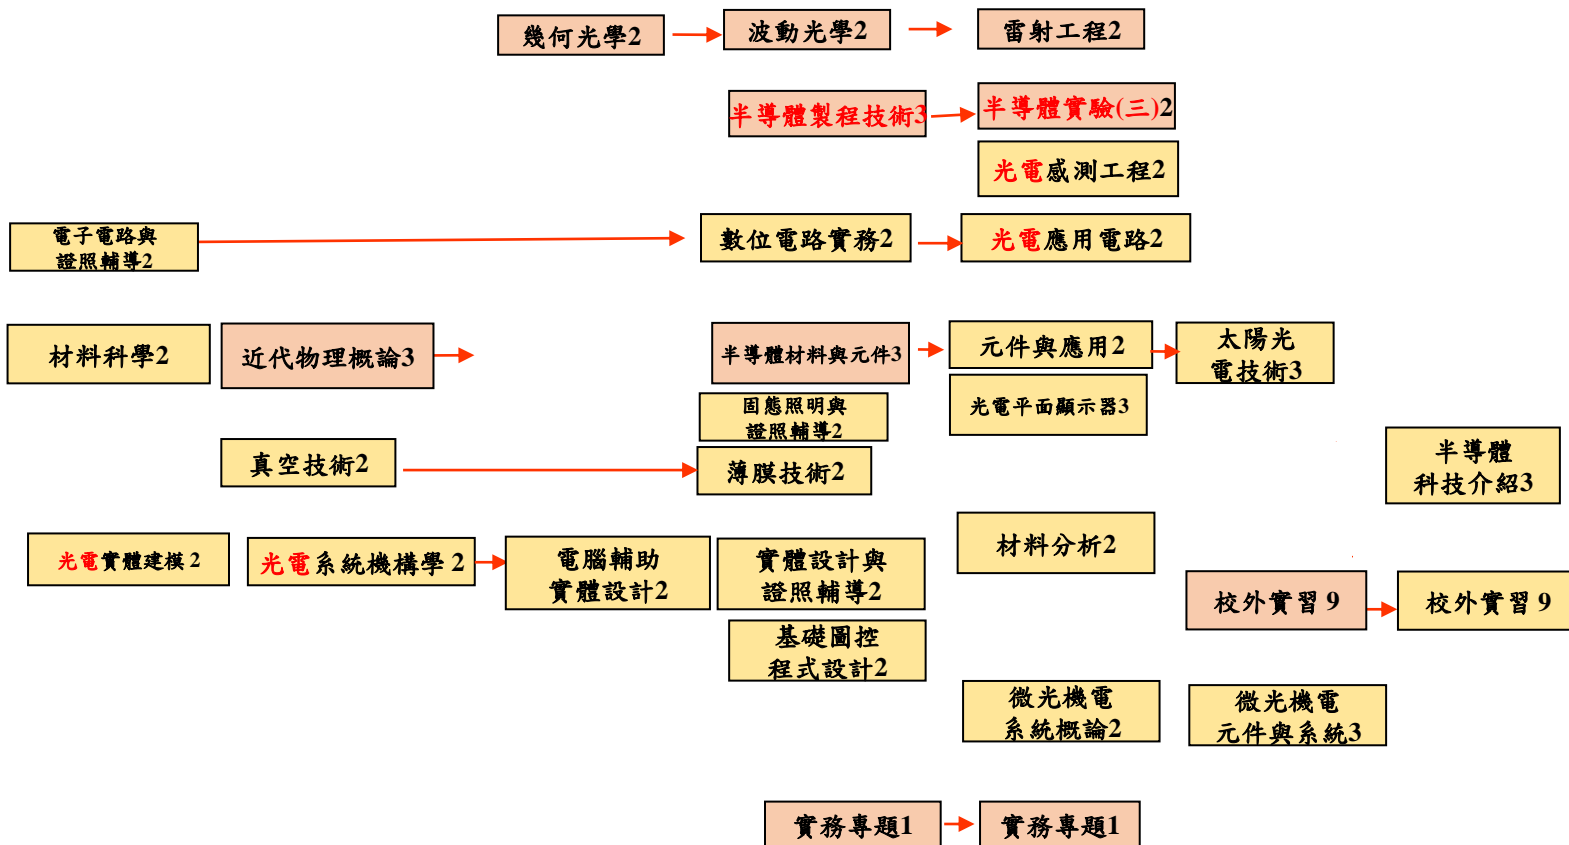 幾何光學2
波動光學2
雷射工程2
半導體製程技術3
半導體實驗(三)2
光電感測工程2
電子電路與
證照輔導2
數位電路實務2
光電應用電路2
材料科學2
近代物理概論3
半導體材料與元件3
元件與應用2
太陽光
電技術3
固態照明與
證照輔導2
光電平面顯示器3
真空技術2
薄膜技術2
半導體
科技介紹3
光電實體建模 2
光電系統機構學 2
電腦輔助
實體設計2
實體設計與
證照輔導2
材料分析2
校外實習 9
校外實習 9
基礎圖控
程式設計2
微光機電
系統概論2
微光機電
元件與系統3
實務專題1
實務專題1